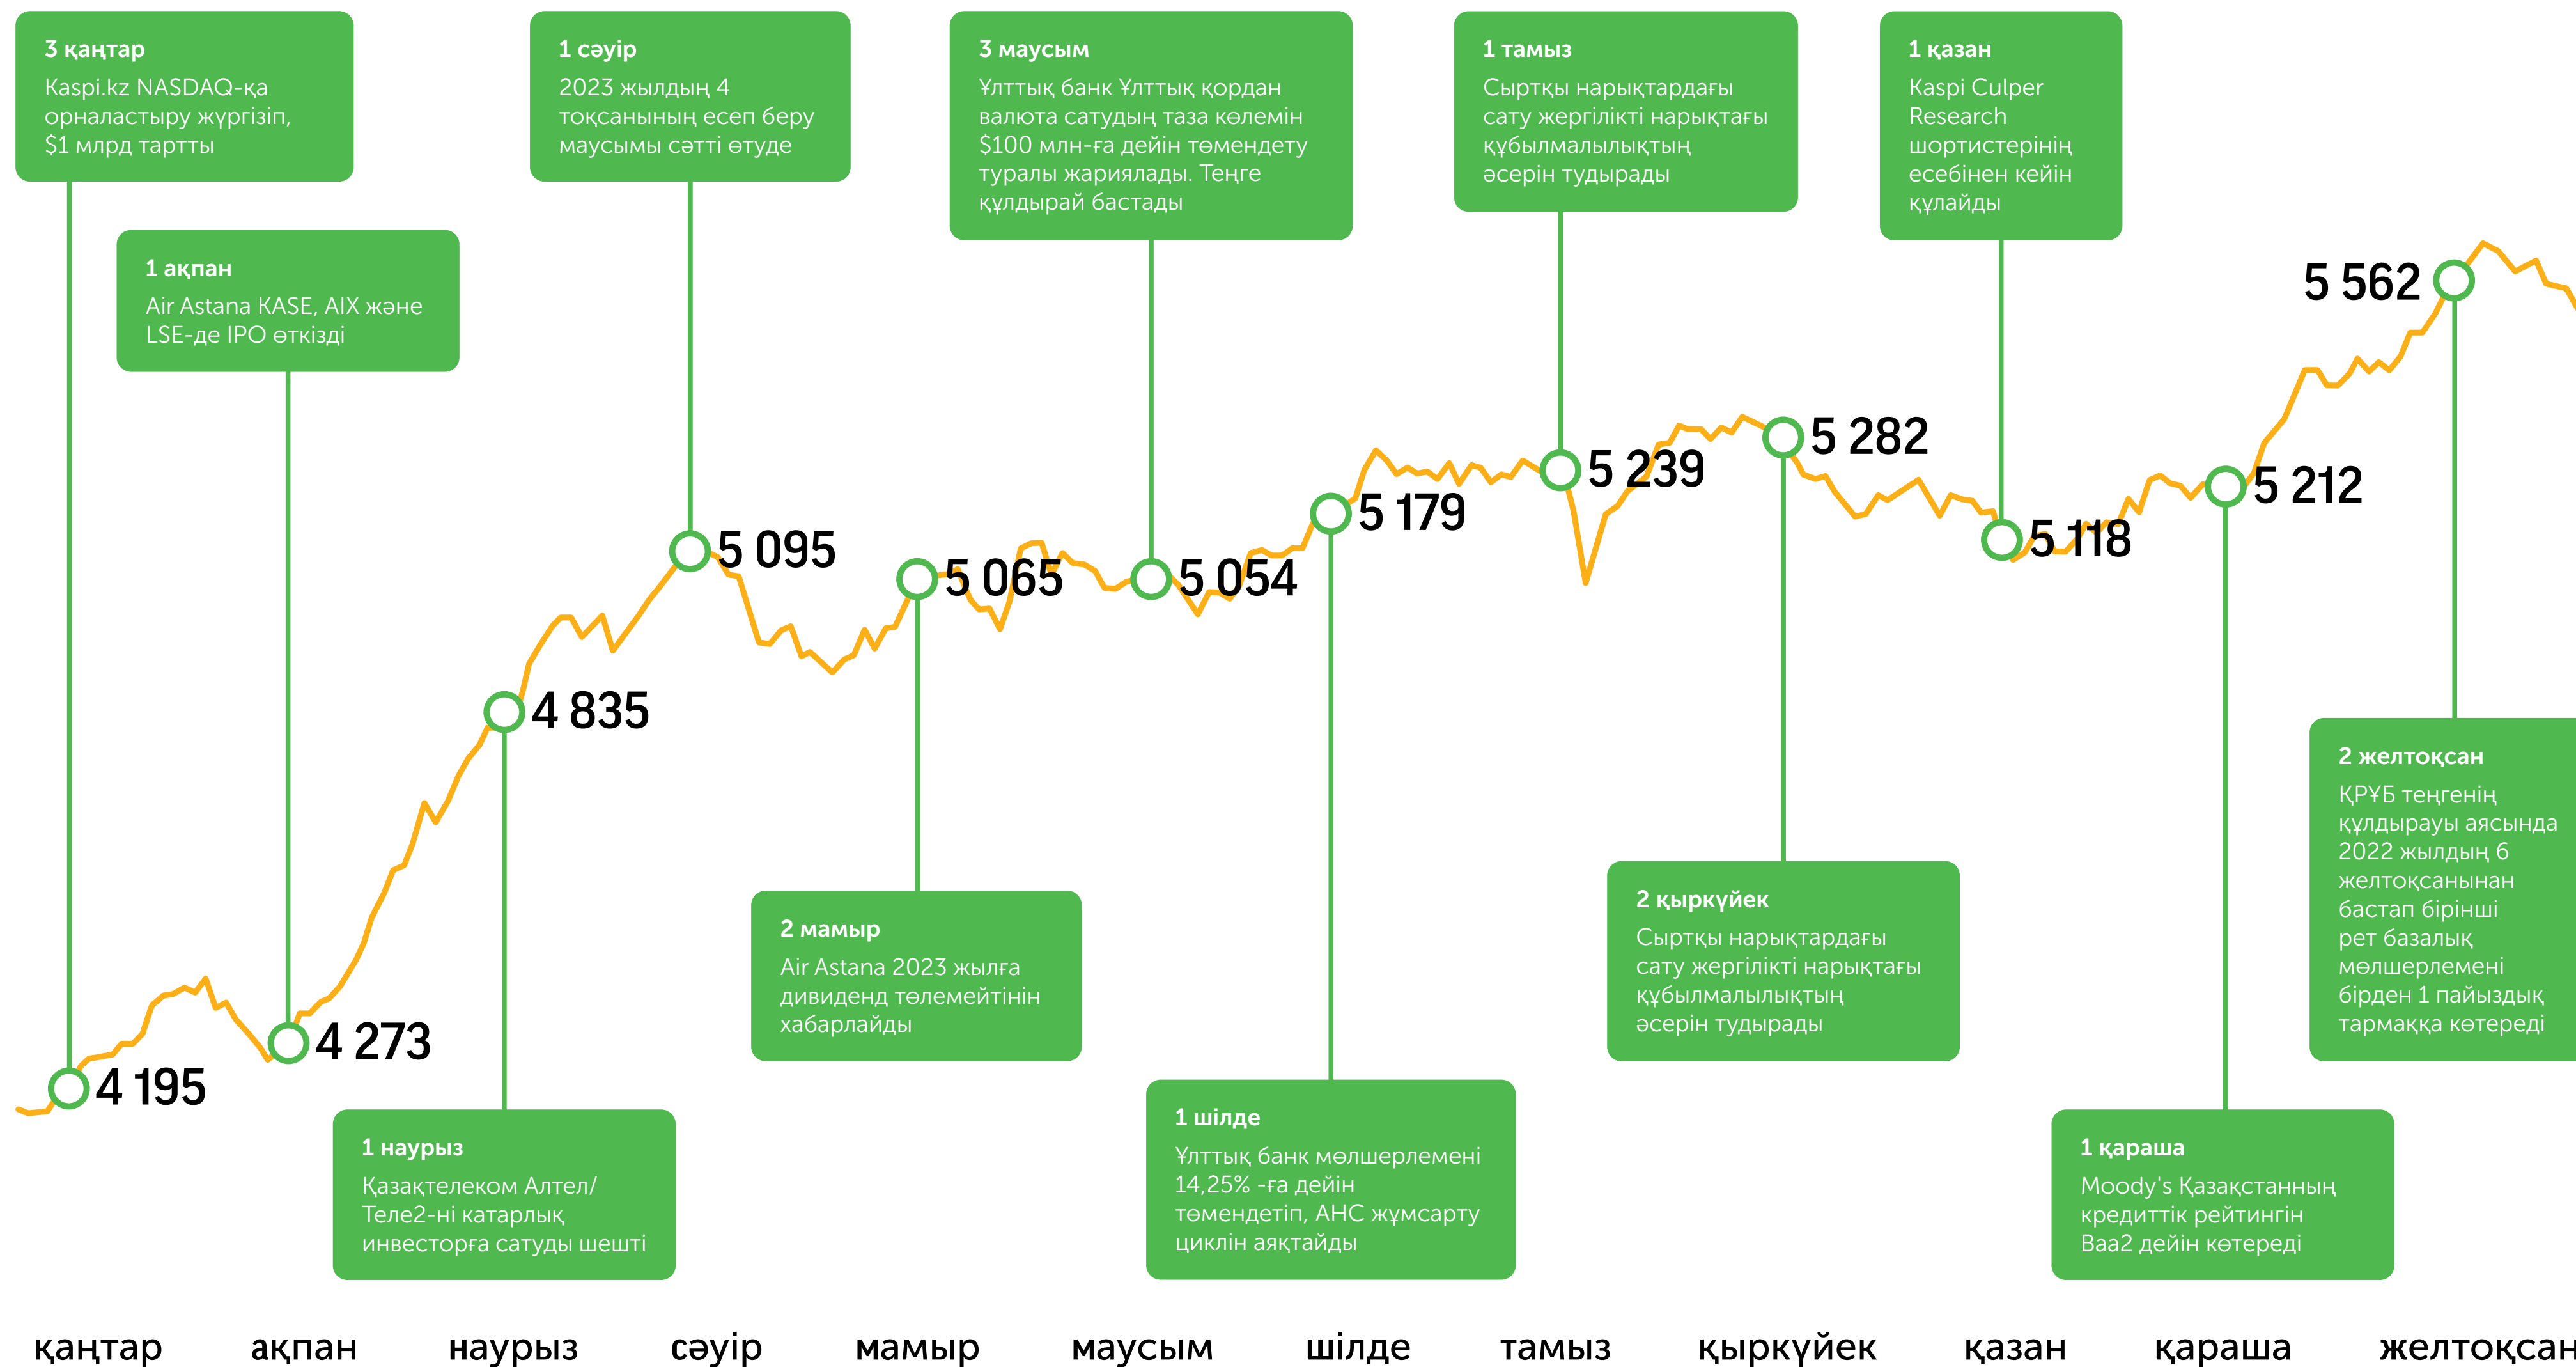 3 қаңтар
Kaspi.kz NASDAQ-қа
орналастыру жүргізіп,
$1 млрд тартты
1 ақпан
Air Astana KASE, AIX және
LSE-де IPO өткізді
1 сәуір
2023 жылдың 4
тоқсанының есеп беру
маусымы сәтті өтуде
3 маусым
Ұлттық банк Ұлттық қордан
валюта сатудың таза көлемін
$100 млн-ға дейін төмендету
туралы жариялады. Теңге
құлдырай бастады
1 тамыз
Сыртқы нарықтардағы
сату жергілікті нарықтағы
құбылмалылықтың
әсерін тудырады
1 қазан
Kaspi Culper
Research
шортистерінің
есебінен кейін
құлайды
4 195
4 273
4 835
5 095
5 065
5 054
5 179
5 239
5 282
5 118
5 212
5 562
1 наурыз
Қазақтелеком Алтел/
Теле2-ні катарлық
инвесторға сатуды шешті
2 мамыр
Air Astana 2023 жылға
дивиденд төлемейтінін
хабарлайды
1 шілде
Ұлттық банк мөлшерлемені
14,25% -ға дейін
төмендетіп, АНС жұмсарту
циклін аяқтайды
2 қыркүйек
Сыртқы нарықтардағы
сату жергілікті нарықтағы
құбылмалылықтың
әсерін тудырады
1 қараша
Moody's Қазақстанның
кредиттік рейтингін
Baa2 дейін көтереді
2 желтоқсан
ҚРҰБ теңгенің
құлдырауы аясында
2022 жылдың 6
желтоқсанынан
бастап бірінші
рет базалық
мөлшерлемені
бірден 1 пайыздық
тармаққа көтереді
қаңтар ақпан наурыз сәуір мамыр маусым шілде тамыз қыркүйек қазан қараша желтоқсан